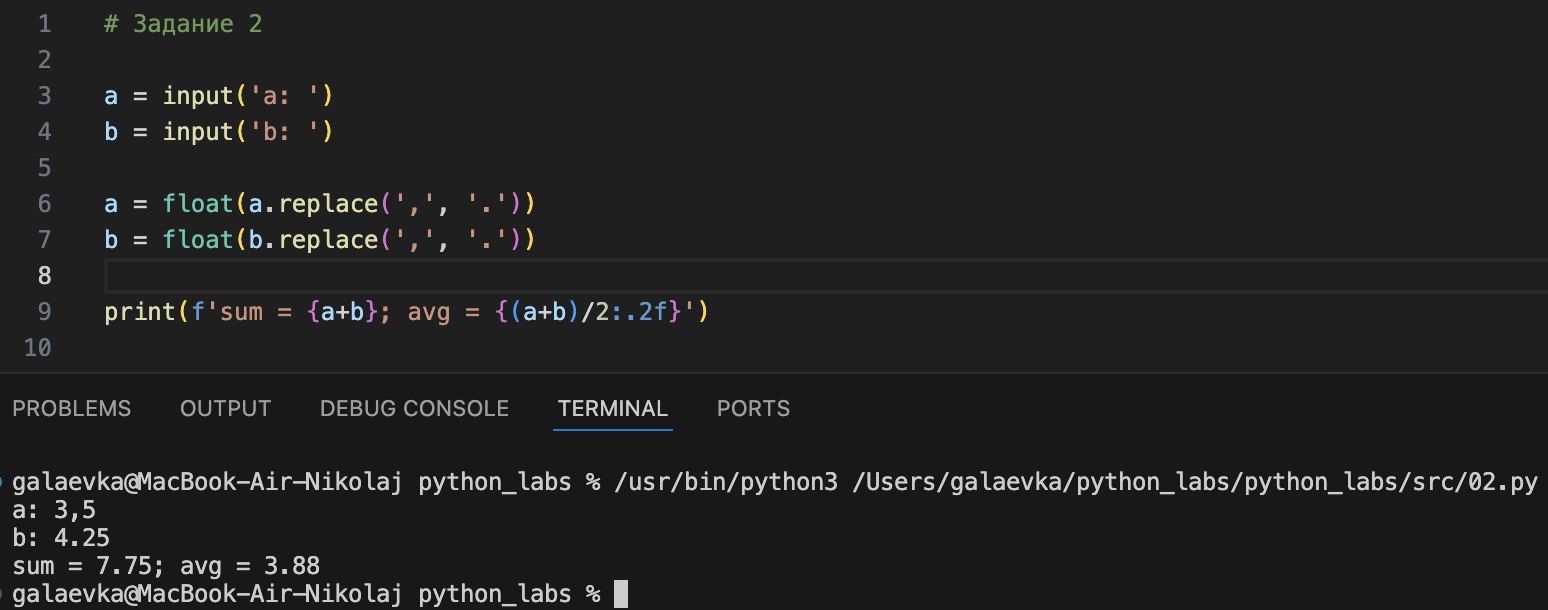 1 # Задание 2
2
3 a = input('a: ')
4 b = input('b: ')
5
6 a = float(a.replace(',', '.'))
7 b = float(b.replace(',', '.'))
8
9 print(f'sum = {a+b}; avg = {(a+b)/2:.2f}')
10
PROBLEMS OUTPUT DEBUG CONSOLE TERMINAL PORTS
galaevka@MacBook-Air-Nikolaj python_labs % /usr/bin/python3 /Users/galaevka/python_labs/python_labs/src/02.py
a: 3,5
b: 4.25
sum = 7.75; avg = 3.88
galaevka@MacBook-Air-Nikolaj python_labs %